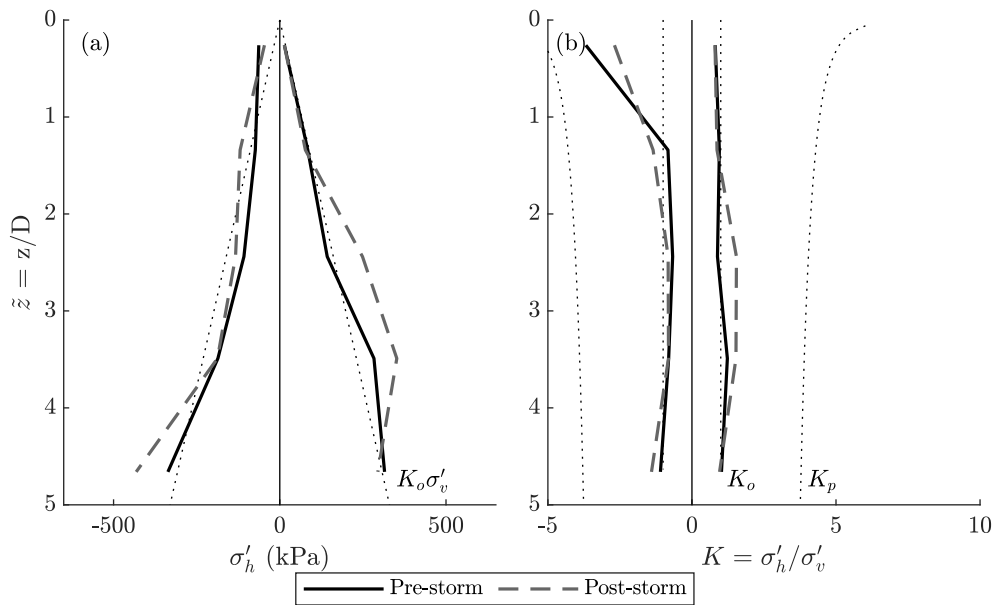 (a)
(b)
0
1
2
3
4
5
z̃ = z/D
K_oσ′_v
-500
0
500
σ′_h (kPa)
0
1
2
3
4
5
K_o
K_p
-5
0
5
10
K = σ′_h/σ′_v
Pre-storm
Post-storm